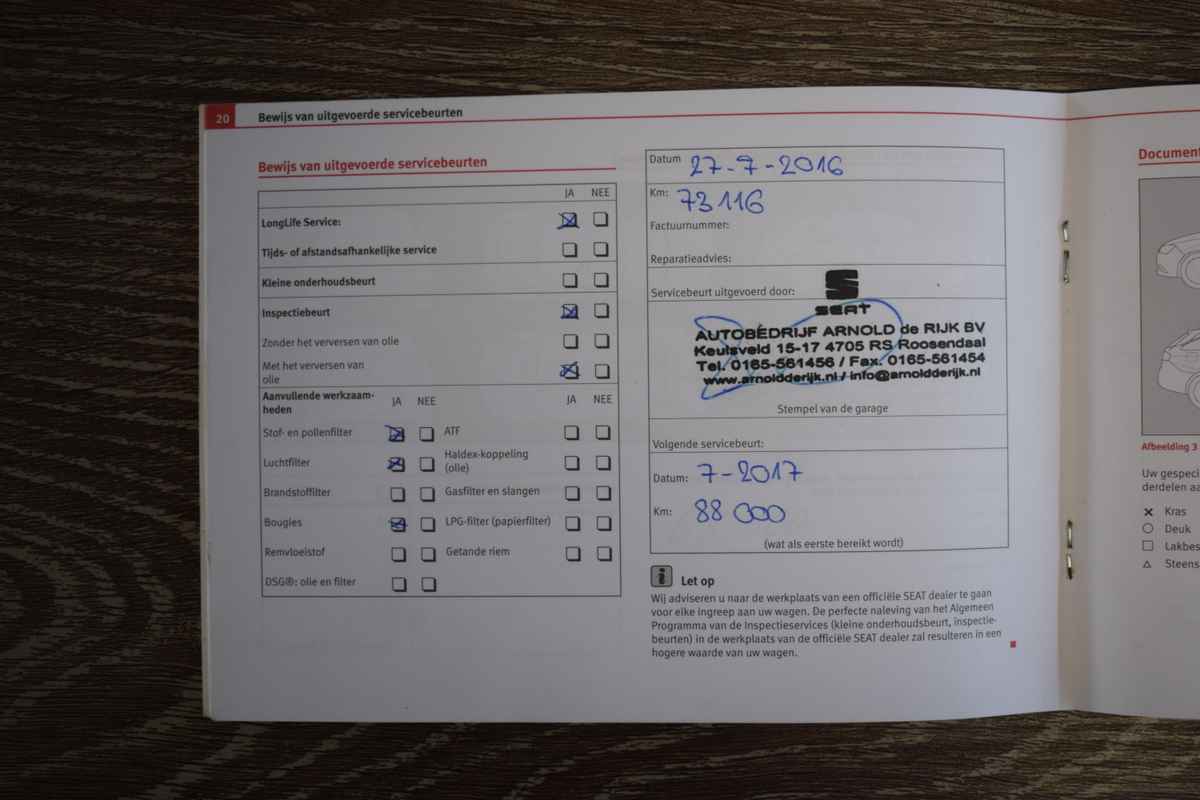 20 Bewijs van uitgevoerde servicebeurten
Bewijs van uitgevoerde servicebeurten
JA NEE
LongLife Service:
Tijds- of afstandsafhankelijke service
Kleine onderhoudsbeurt
Inspectiebeurt
Zonder het verversen van olie
Met het verversen van
olie
Aanvullende werkzaam-
heden
JA NEE JA NEE
Stof- en pollenfilter ATF
Luchtfilter Haldex-koppeling
(olie)
Brandstoffilter Gasfilter en slangen
Bougies LPG-filter (papierfilter)
Remvloeistof Getande riem
DSG®: olie en filter
Datum 27-7-2016
Km: 73116
Factuurnummer:
Reparatieadvies:
Servicebeurt uitgevoerd door:
SEAT
AUTOBEDRIJF ARNOLD de RIJK BV
Keulsveld 15-17 4705 RS Roosendaal
Tel. 0165-561456 / Fax. 0165-561454
www.arnoldderijk.nl / info@arnoldderijk.nl
Stempel van de garage
Volgende servicebeurt:
Datum: 7-2017
Km: 88 000
(wat als eerste bereikt wordt)
i Let op
Wij adviseren u naar de werkplaats van een officiële SEAT dealer te gaan
voor elke ingreep aan uw wagen. De perfecte naleving van het Algemeen
Programma van de Inspectieservices (kleine onderhoudsbeurt, inspectie-
beurten) in de werkplaats van de officiële SEAT dealer zal resulteren in een
hogere waarde van uw wagen.
Document
Afbeelding 3
Uw gespeci
derdelen aa
Kras
Deuk
Lakbes
Steens